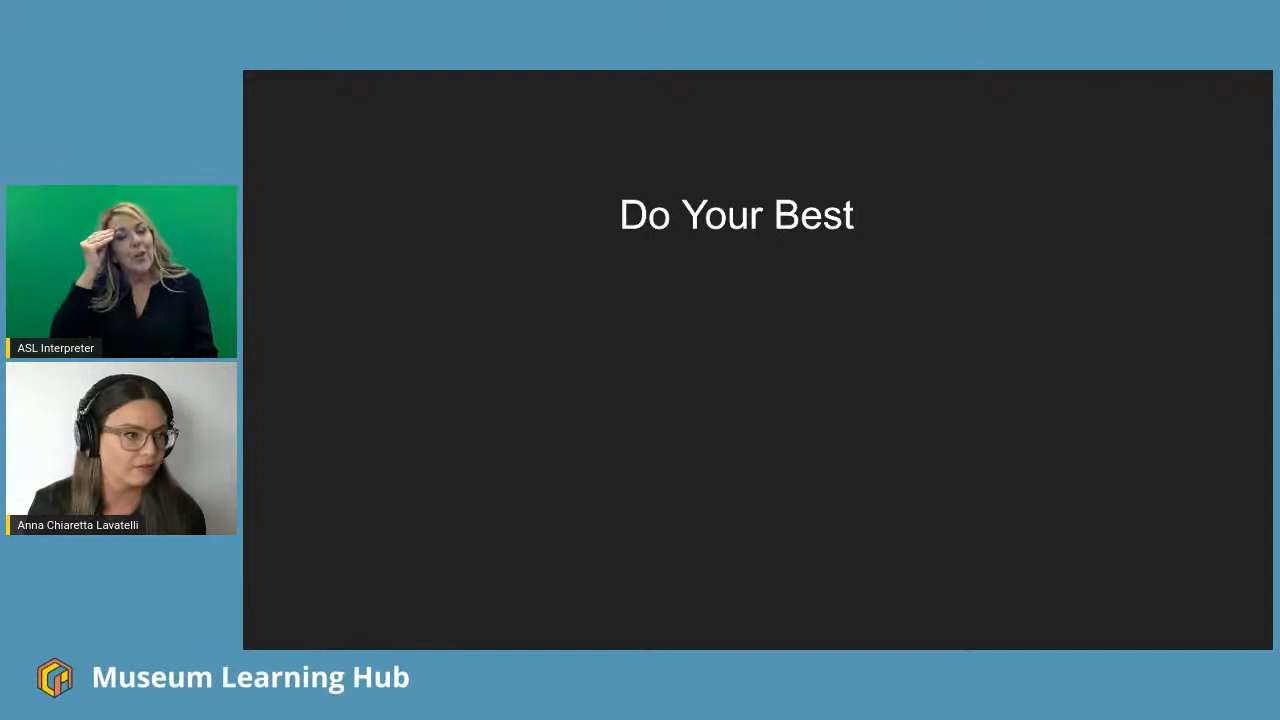 Do Your Best
ASL Interpreter
Anna Chiaretta Lavatelli
Museum Learning Hub